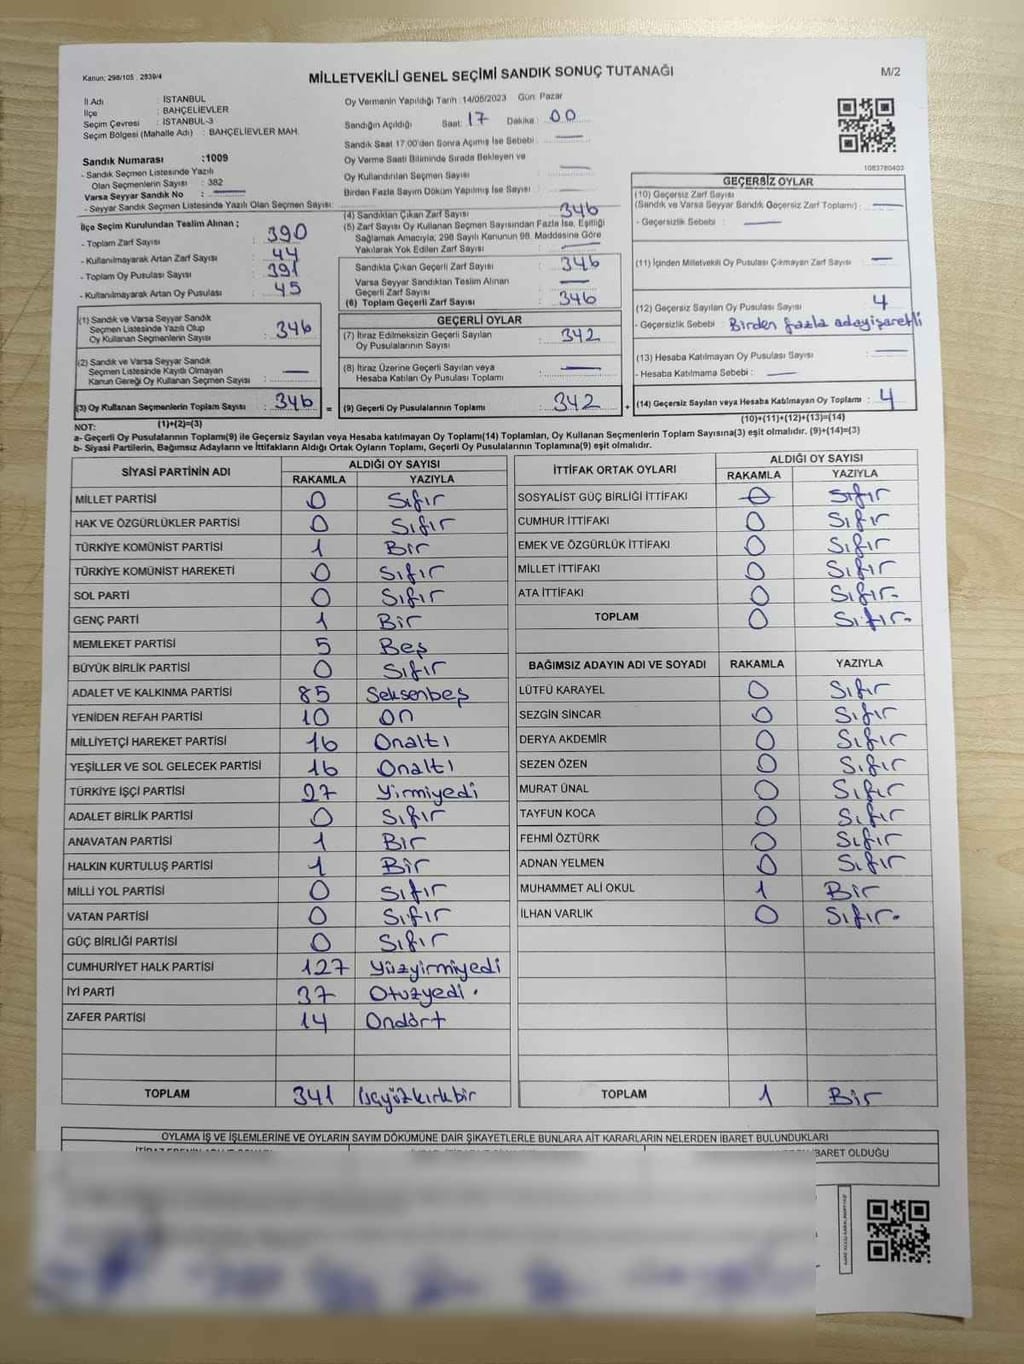 Kanun; 298/105 , 2839/4
MİLLETVEKİLİ GENEL SEÇİMİ SANDIK SONUÇ TUTANAĞI
M/2
İl Adı : İSTANBUL
İlçe : BAHÇELİEVLER
Seçim Çevresi : İSTANBUL-3
Seçim Bölgesi (Mahalle Adı) : BAHÇELİEVLER MAH.
Sandık Numarası :1009
- Sandık Seçmen Listesinde Yazılı
Olan Seçmenlerin Sayısı : 382
Varsa Seyyar Sandık No :
- Seyyar Sandık Seçmen Listesinde Yazılı Olan Seçmen Sayısı:
İlçe Seçim Kurulundan Teslim Alınan ;
- Toplam Zarf Sayısı : 390
- Kullanılmayarak Artan Zarf Sayısı : 44
- Toplam Oy Pusulası Sayısı : 391
- Kullanılmayarak Artan Oy Pusulası : 45
(1) Sandık ve Varsa Seyyar Sandık
Seçmen Listesinde Yazılı Olup
Oy Kullanan Seçmenlerin Sayısı : 346
(2) Sandık ve Varsa Seyyar Sandık
Seçmen Listesinde Kayıtlı Olmayan
Kanun Gereği Oy Kullanan Seçmen Sayısı : —
(3) Oy Kullanan Seçmenlerin Toplam Sayısı : 346
(1)+(2)=(3)
Oy Vermenin Yapıldığı Tarih :14/05/2023 Gün: Pazar
Sandığın Açıldığı Saat: 17 Dakika: 00
Sandık Saat 17:00'den Sonra Açılmış İse Sebebi : —
Oy Verme Saati Bitiminde Sırada Bekleyen ve
Oy Kullandırılan Seçmen Sayısı : —
Birden Fazla Sayım Döküm Yapılmış İse Sayısı : —
(4) Sandıktan Çıkan Zarf Sayısı : 346
(5) Zarf Sayısı Oy Kullanan Seçmen Sayısından Fazla İse, Eşitliği
Sağlamak Amacıyla, 298 Sayılı Kanunun 98. Maddesine Göre
Yakılarak Yok Edilen Zarf Sayısı : —
Sandıkta Çıkan Geçerli Zarf Sayısı : 346
Varsa Seyyar Sandıktan Teslim Alınan
Geçerli Zarf Sayısı : —
(6) Toplam Geçerli Zarf Sayısı : 346
GEÇERLİ OYLAR
(7) İtiraz Edilmeksizin Geçerli Sayılan
Oy Pusulalarının Sayısı : 342
(8) İtiraz Üzerine Geçerli Sayılan veya
Hesaba Katılan Oy Pusulası Toplamı : —
= (9) Geçerli Oy Pusulalarının Toplamı : 342
1083780403
GEÇERSİZ OYLAR
(10) Geçersiz Zarf Sayısı
(Sandık ve Varsa Seyyar Sandık Geçersiz Zarf Toplamı) : —
- Geçersizlik Sebebi : —
(11) İçinden Milletvekili Oy Pusulası Çıkmayan Zarf Sayısı : —
(12) Geçersiz Sayılan Oy Pusulası Sayısı : 4
- Geçersizlik Sebebi : Birden fazla aday işaretli
(13) Hesaba Katılmayan Oy Pusulası Sayısı : —
- Hesaba Katılmama Sebebi : —
+ (14) Geçersiz Sayılan veya Hesaba Katılmayan Oy Toplamı : 4
(10)+(11)+(12)+(13)=(14)
NOT:
a- Geçerli Oy Pusulalarının Toplamı(9) ile Geçersiz Sayılan veya Hesaba katılmayan Oy Toplamı(14) Toplamları, Oy Kullanan Seçmenlerin Toplam Sayısına(3) eşit olmalıdır. (9)+(14)=(3)
b- Siyasi Partilerin, Bağımsız Adayların ve İttifakların Aldığı Ortak Oyların Toplamı, Geçerli Oy Pusulalarının Toplamına(9) eşit olmalıdır.
SİYASİ PARTİNİN ADI ALDIĞI OY SAYISI
RAKAMLA YAZIYLA
MİLLET PARTİSİ 0 Sıfır
HAK VE ÖZGÜRLÜKLER PARTİSİ 0 Sıfır
TÜRKİYE KOMÜNİST PARTİSİ 1 Bir
TÜRKİYE KOMÜNİST HAREKETİ 0 Sıfır
SOL PARTİ 0 Sıfır
GENÇ PARTİ 1 Bir
MEMLEKET PARTİSİ 5 Beş
BÜYÜK BİRLİK PARTİSİ 0 Sıfır
ADALET VE KALKINMA PARTİSİ 85 Seksenbeş
YENİDEN REFAH PARTİSİ 10 On
MİLLİYETÇİ HAREKET PARTİSİ 16 Onaltı
YEŞİLLER VE SOL GELECEK PARTİSİ 16 Onaltı
TÜRKİYE İŞÇİ PARTİSİ 27 Yirmiyedi
ADALET BİRLİK PARTİSİ 0 Sıfır
ANAVATAN PARTİSİ 1 Bir
HALKIN KURTULUŞ PARTİSİ 1 Bir
MİLLİ YOL PARTİSİ 0 Sıfır
VATAN PARTİSİ 0 Sıfır
GÜÇ BİRLİĞİ PARTİSİ 0 Sıfır
CUMHURİYET HALK PARTİSİ 127 Yüzyirmiyedi
İYİ PARTİ 37 Otuzyedi.
ZAFER PARTİSİ 14 Ondört
TOPLAM 341 Üçyüzkırkbir
İTTİFAK ORTAK OYLARI ALDIĞI OY SAYISI
RAKAMLA YAZIYLA
SOSYALİST GÜÇ BİRLİĞİ İTTİFAKI 0 Sıfır
CUMHUR İTTİFAKI 0 Sıfır
EMEK VE ÖZGÜRLÜK İTTİFAKI 0 Sıfır
MİLLET İTTİFAKI 0 Sıfır
ATA İTTİFAKI 0 Sıfır.
TOPLAM 0 Sıfır.
BAĞIMSIZ ADAYIN ADI VE SOYADI RAKAMLA YAZIYLA
LÜTFÜ KARAYEL 0 Sıfır
SEZGİN SİNCAR 0 Sıfır
DERYA AKDEMİR 0 Sıfır
SEZEN ÖZEN 0 Sıfır
MURAT ÜNAL 0 Sıfır
TAYFUN KOCA 0 Sıfır
FEHMİ ÖZTÜRK 0 Sıfır
ADNAN YELMEN 0 Sıfır
MUHAMMET ALİ OKUL 1 Bir
İLHAN VARLIK 0 Sıfır.
TOPLAM 1 Bir
OYLAMA İŞ VE İŞLEMLERİNE VE OYLARIN SAYIM DÖKÜMÜNE DAİR ŞİKAYETLERLE BUNLARA AİT KARARLARIN NELERDEN İBARET BULUNDUKLARI
BARET OLDUĞU